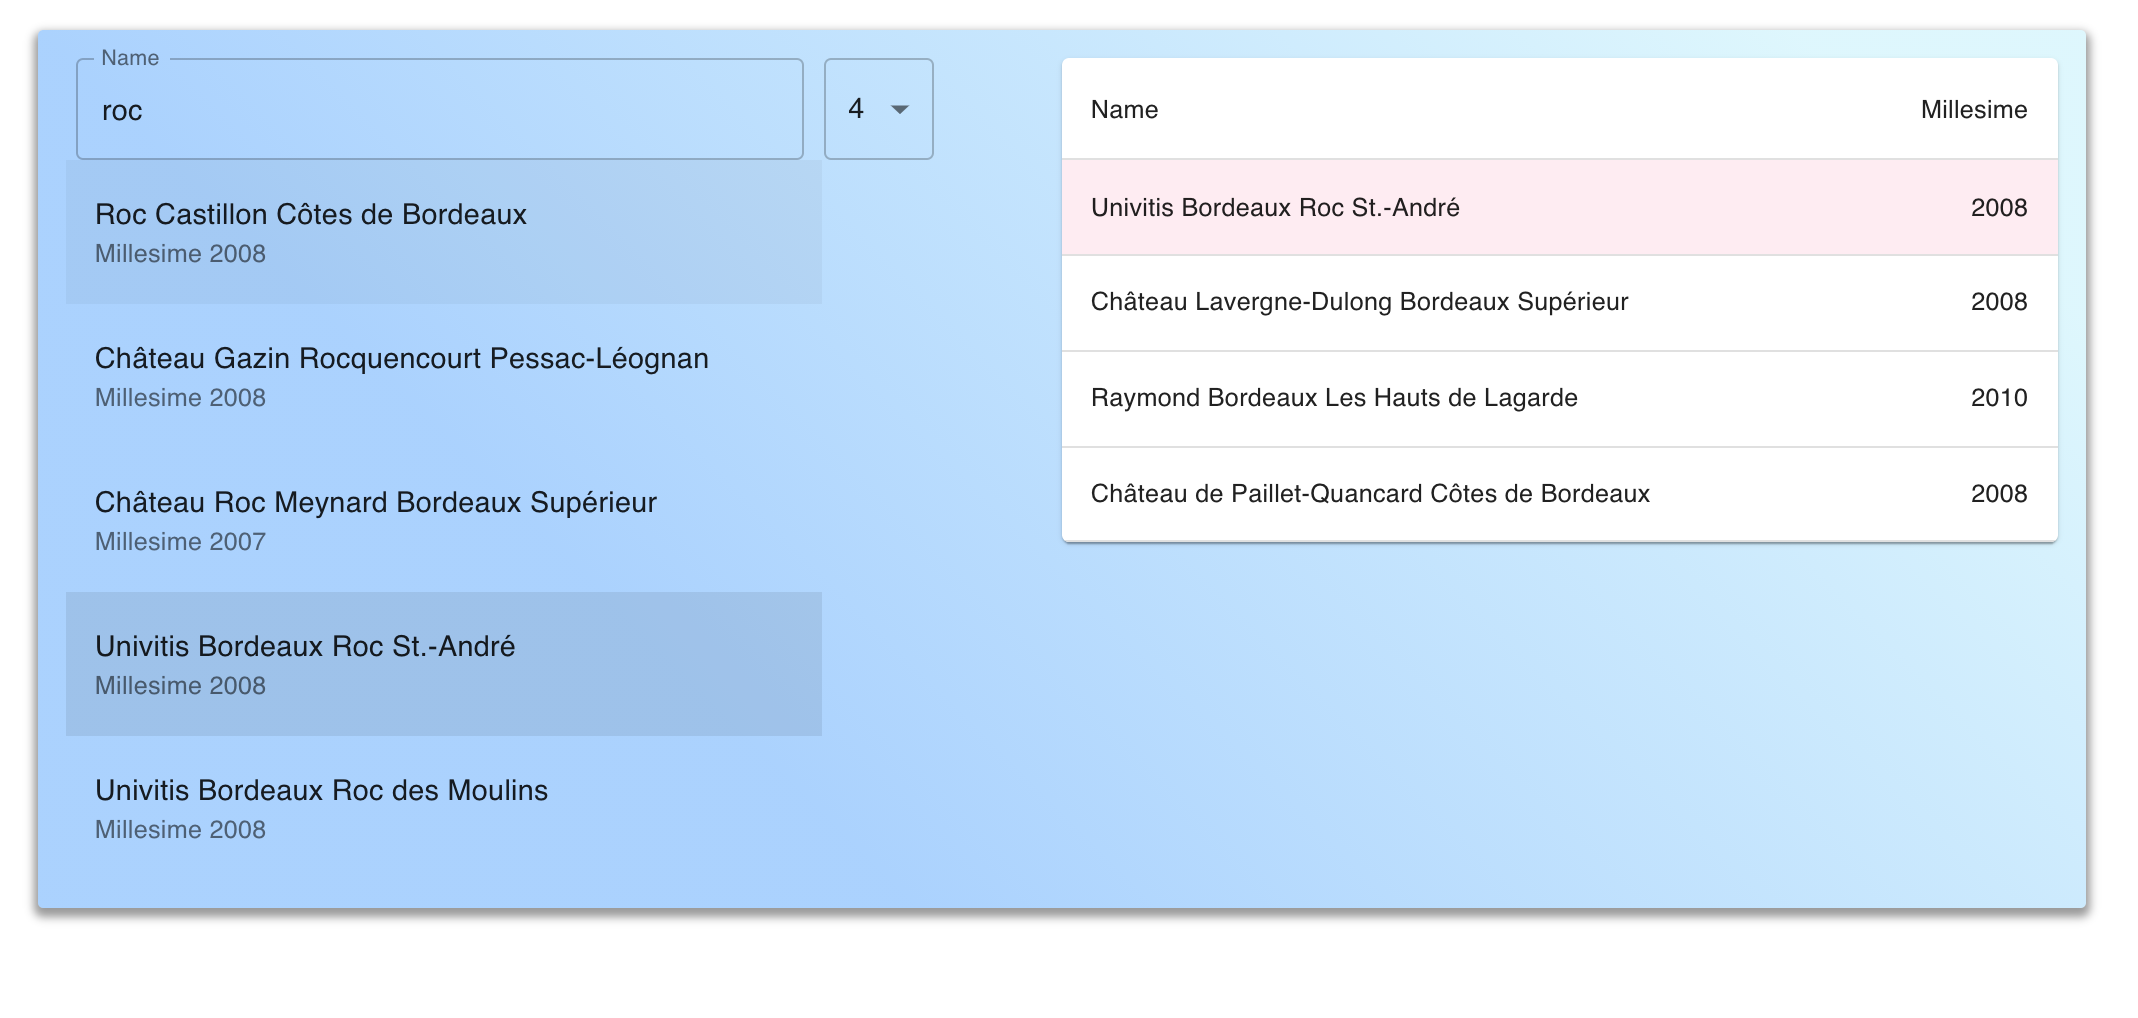 Name
roc
4
Roc Castillon Côtes de Bordeaux
Millesime 2008
Château Gazin Rocquencourt Pessac-Léognan
Millesime 2008
Château Roc Meynard Bordeaux Supérieur
Millesime 2007
Univitis Bordeaux Roc St.-André
Millesime 2008
Univitis Bordeaux Roc des Moulins
Millesime 2008
Name Millesime
Univitis Bordeaux Roc St.-André 2008
Château Lavergne-Dulong Bordeaux Supérieur 2008
Raymond Bordeaux Les Hauts de Lagarde 2010
Château de Paillet-Quancard Côtes de Bordeaux 2008